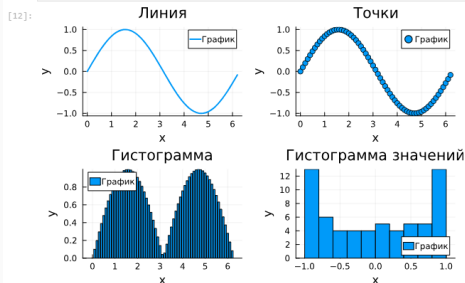 [12]:
Линия
Точки
1.0
0.5
0.0
−0.5
−1.0
y
График
0 1 2 3 4 5 6
x
1.0
0.5
0.0
−0.5
−1.0
y
График
0 1 2 3 4 5 6
x
Гистограмма
Гистограмма значений
0.8
0.6
0.4
0.2
0.0
y
График
0 1 2 3 4 5 6
x
12
10
8
6
4
2
0
y
График
−1.0 −0.5 0.0 0.5 1.0
x